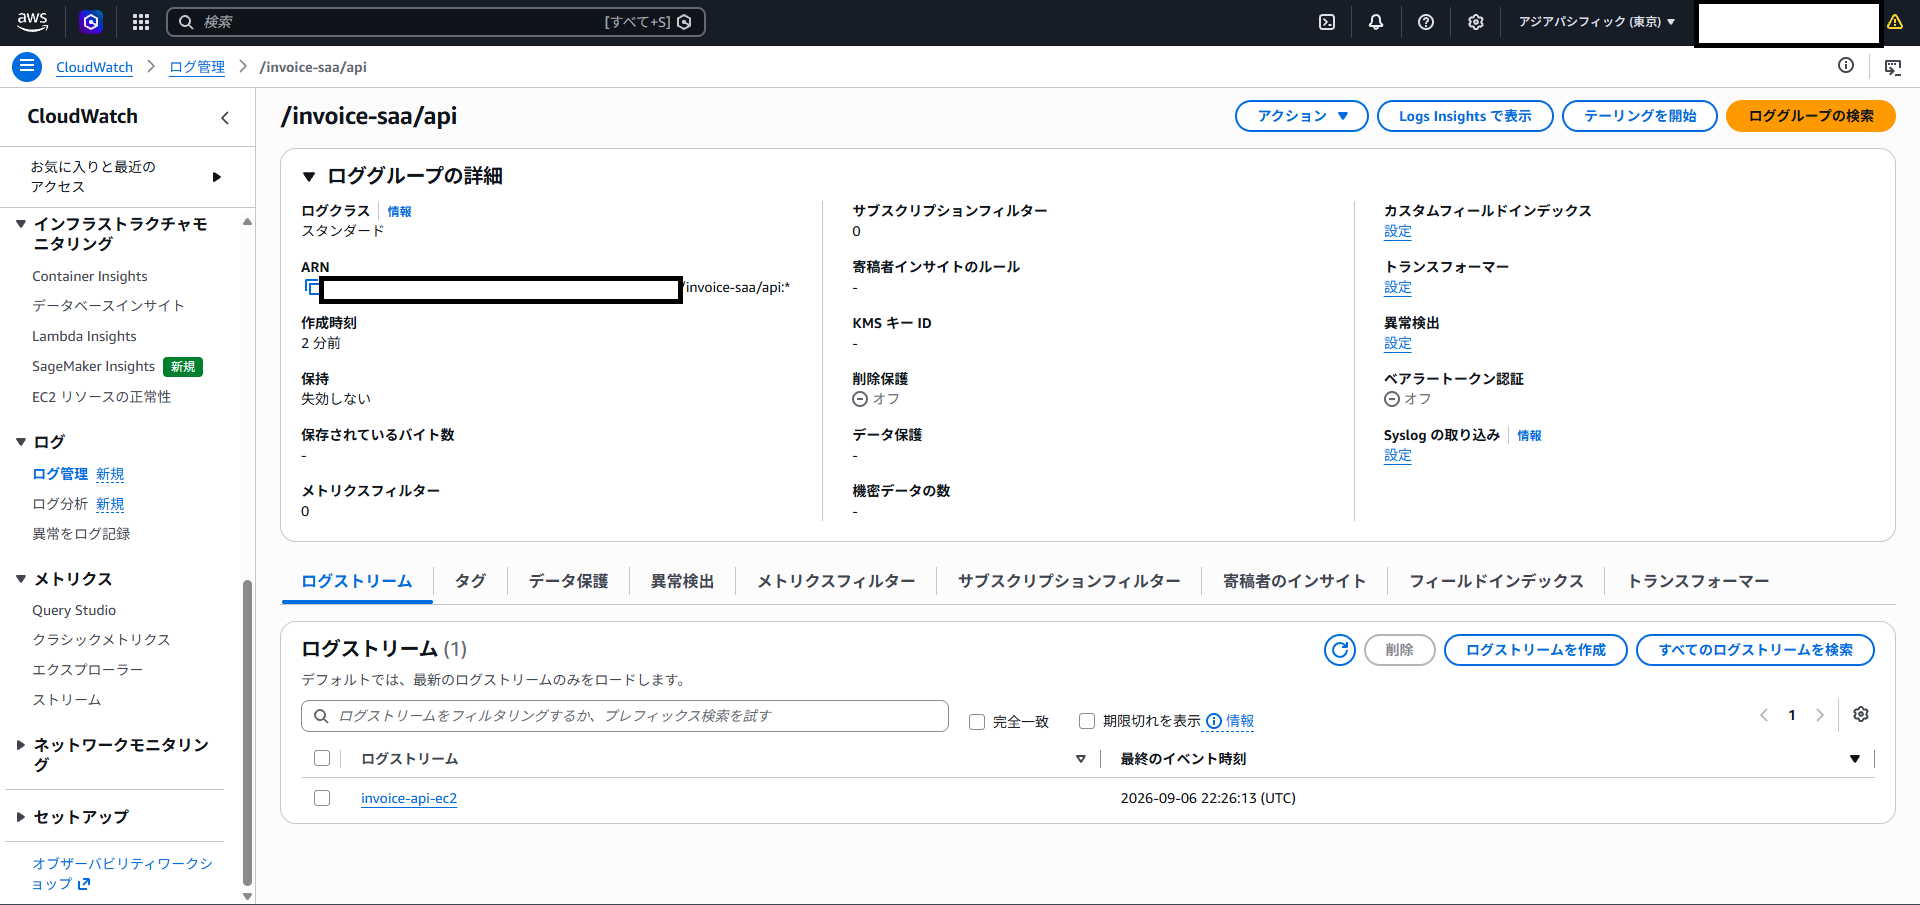 aws
検索
[すべて+S]
アジアパシフィック (東京) ▼
CloudWatch
ログ管理
/invoice-saa/api
CloudWatch
お気に入りと最近の
アクセス
インフラストラクチャモ
ニタリング
Container Insights
データベースインサイト
Lambda Insights
SageMaker Insights 新規
EC2 リソースの正常性
ログ
ログ管理 新規
ログ分析 新規
異常をログ記録
メトリクス
Query Studio
クラシックメトリクス
エクスプローラー
ストリーム
ネットワークモニタリン
グ
セットアップ
オブザーバビリティワークシ
ョップ
/invoice-saa/api
アクション ▼
Logs Insights で表示
テーリングを開始
ロググループの検索
ロググループの詳細
ログクラス 情報
スタンダード
ARN
/invoice-saa/api:*
作成時刻
2 分前
保持
失効しない
保存されているバイト数
-
メトリクスフィルター
0
サブスクリプションフィルター
0
寄稿者インサイトのルール
-
KMS キー ID
-
削除保護
オフ
データ保護
-
機密データの数
-
カスタムフィールドインデックス
設定
トランスフォーマー
設定
異常検出
設定
ベアラートークン認証
オフ
Syslog の取り込み 情報
設定
ログストリーム
タグ
データ保護
異常検出
メトリクスフィルター
サブスクリプションフィルター
寄稿者のインサイト
フィールドインデックス
トランスフォーマー
ログストリーム (1)
削除
ログストリームを作成
すべてのログストリームを検索
デフォルトでは、最新のログストリームのみをロードします。
ログストリームをフィルタリングするか、プレフィックス検索を試す
完全一致
期限切れを表示 情報
1
ログストリーム
最終のイベント時刻
invoice-api-ec2
2026-09-06 22:26:13 (UTC)